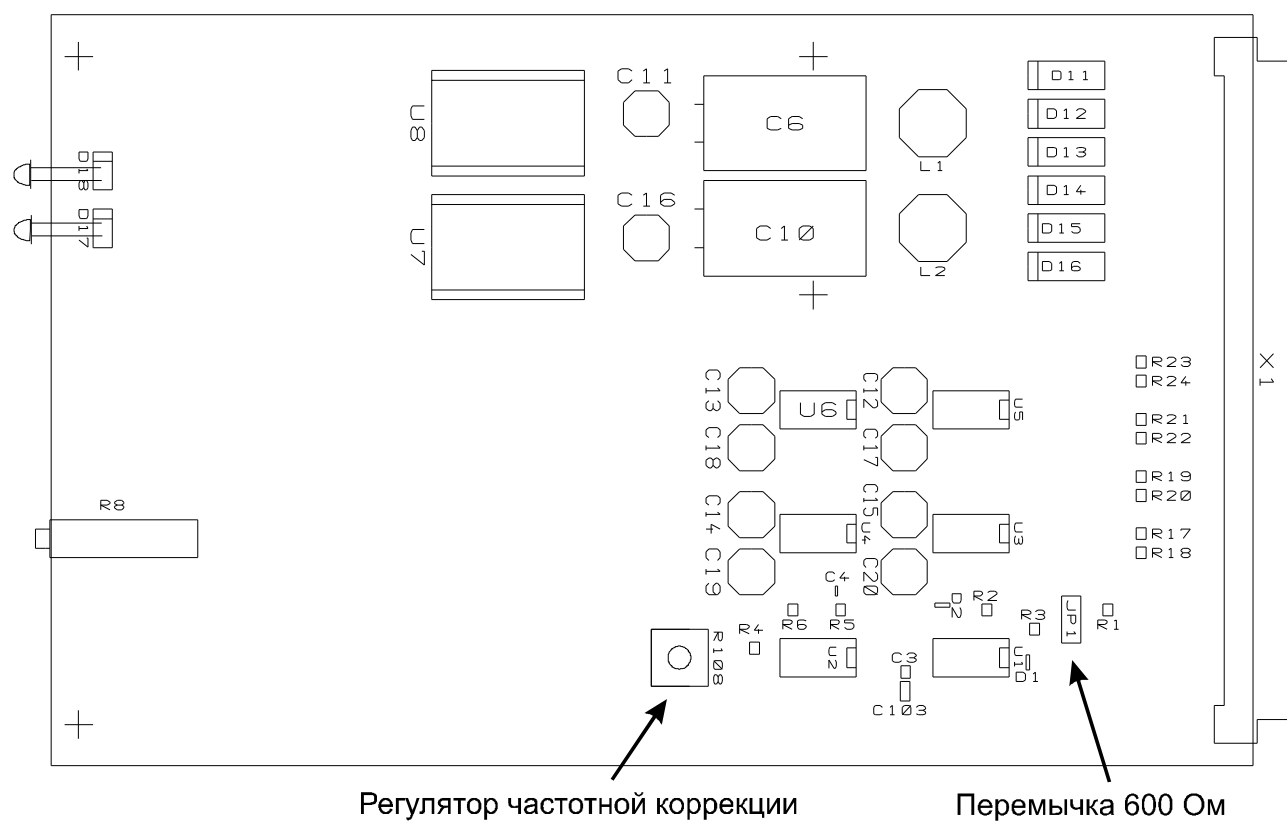 C11
D11
U8
C6
D12
L1
D13
D18
D14
C16
D17
U7
C10
D15
L2
D16
R23
X1
R24
C13
C12
U6
U5
R21
R22
C18
C17
R19
R20
R8
C14
C15
U4
U3
R17
R18
C19
C20
C4
D2
R2
R6
R5
R3
JP1
R1
R4
R108
U2
C3
U1
D1
C103
Регулятор частотной коррекции
Перемычка 600 Ом